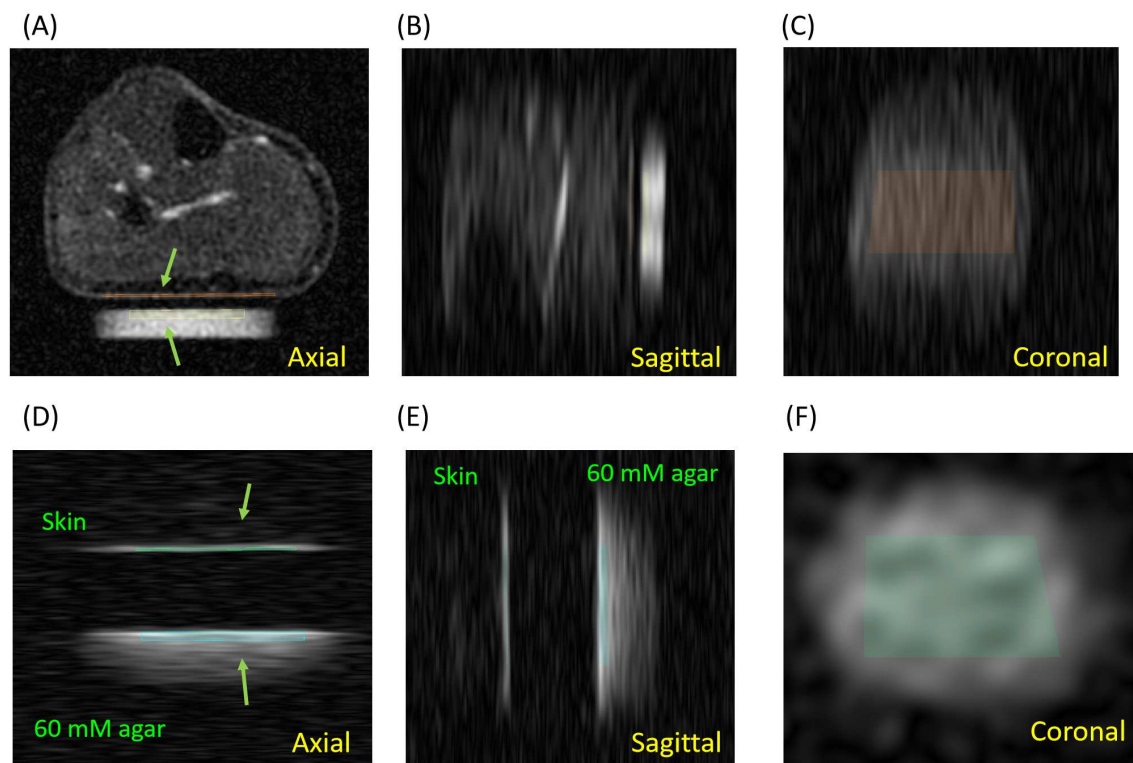 (A)
(B)
(C)
Axial
Sagittal
Coronal
(D)
(E)
(F)
Skin
Skin
60 mM agar
60 mM agar
Axial
Sagittal
Coronal